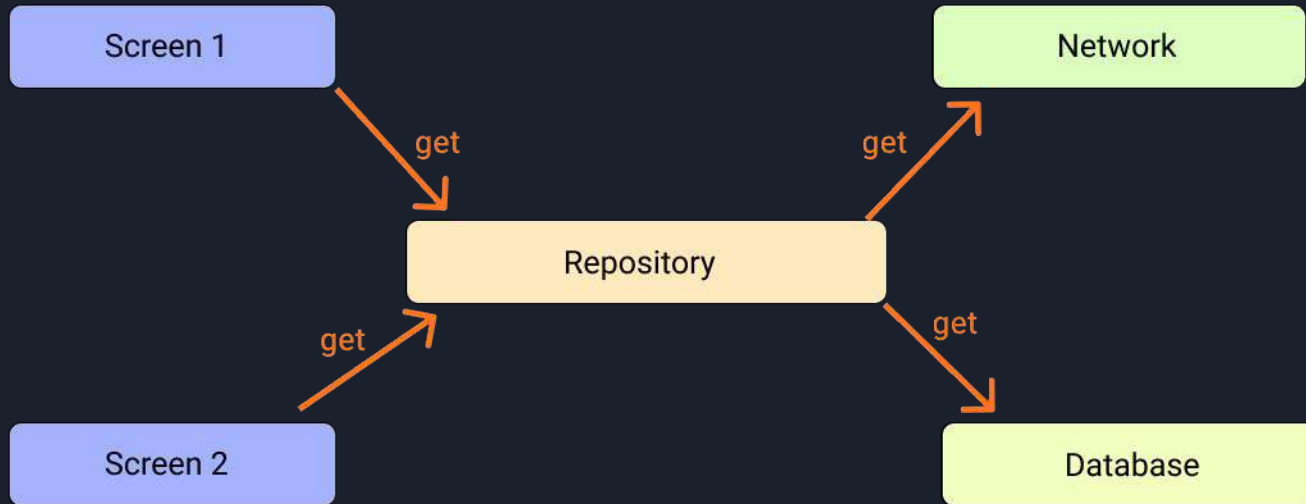 Screen 1
Network
get
get
Repository
get
get
Screen 2
Database